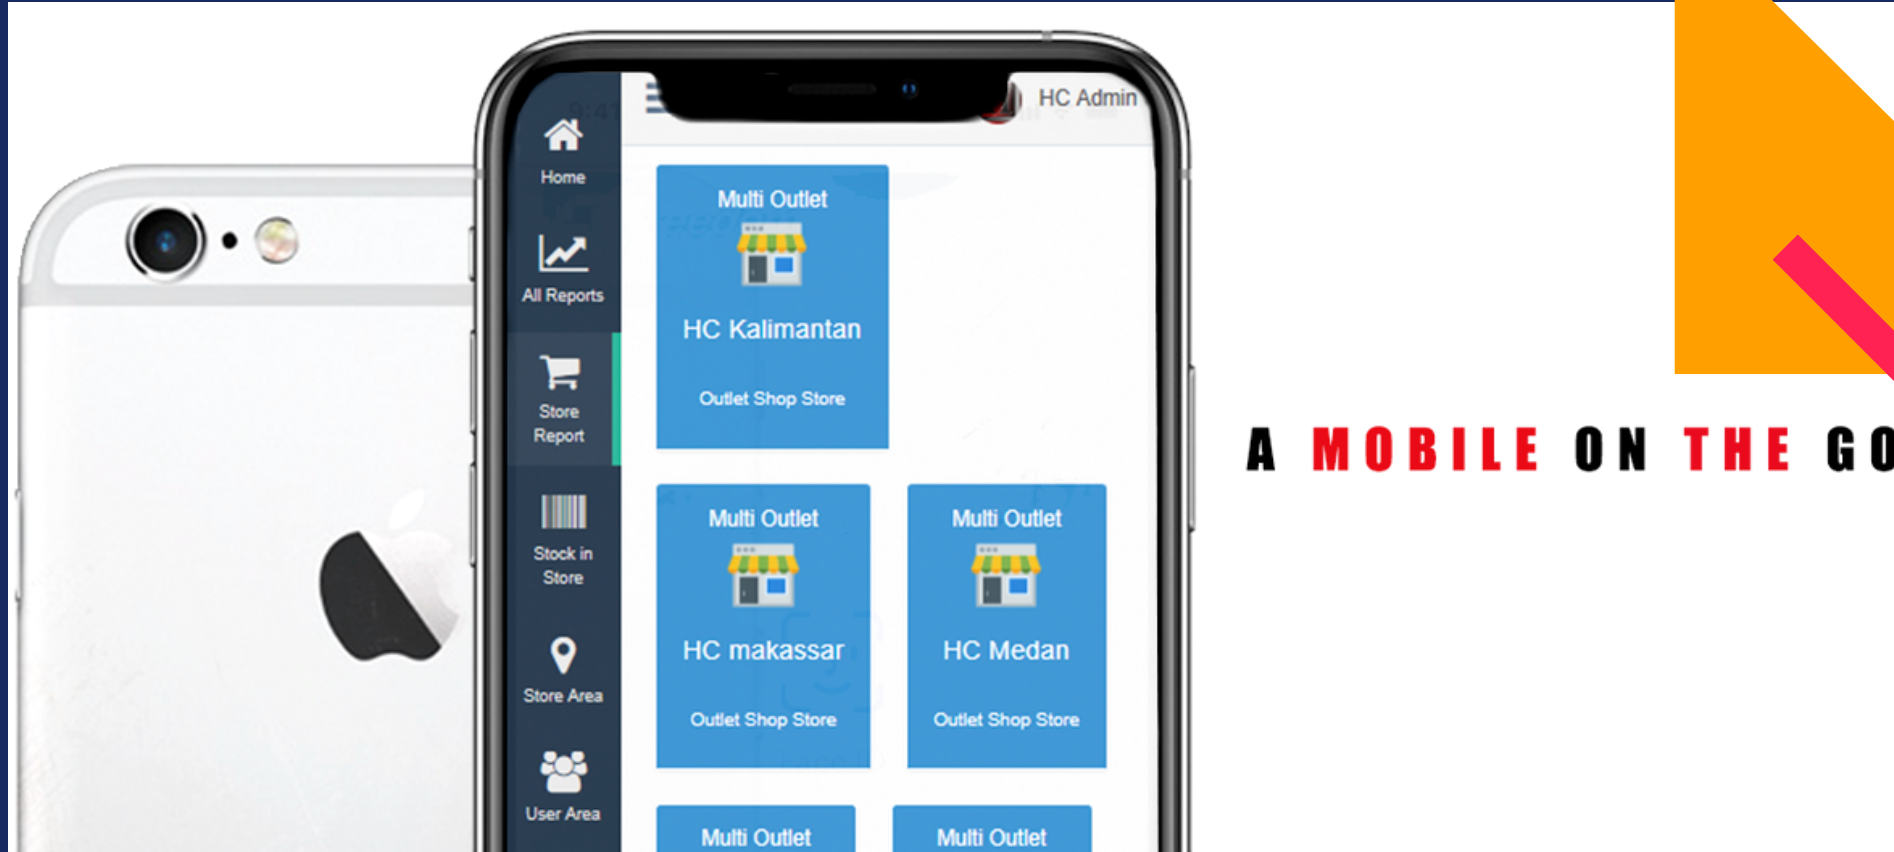 HC Admin
Home
All Reports
Store
Report
Stock in
Store
Store Area
User Area
Multi Outlet
HC Kalimantan
Outlet Shop Store
Multi Outlet
HC makassar
Outlet Shop Store
Multi Outlet
HC Medan
Outlet Shop Store
Multi Outlet
Multi Outlet
A MOBILE ON THE GO